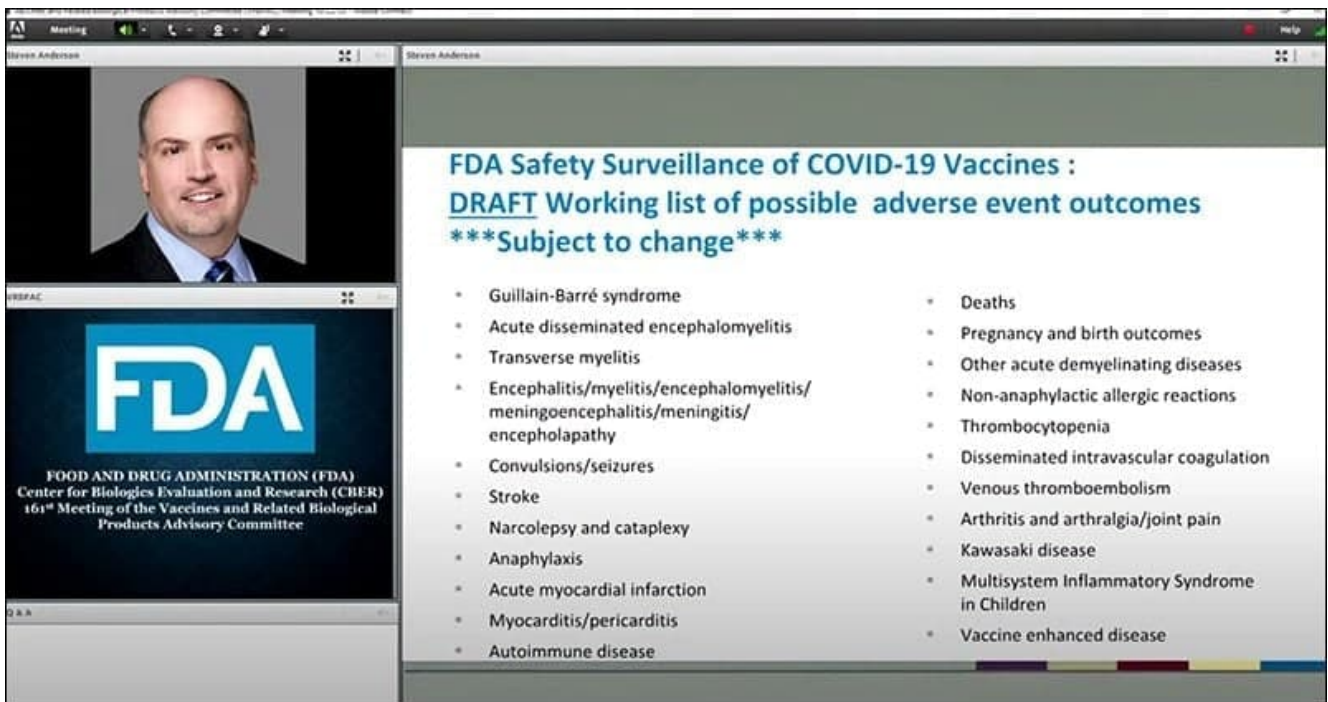 Meeting
Help
Steven Anderson
Steven Anderson
VRBPAC
FDA
FOOD AND DRUG ADMINISTRATION (FDA)
Center for Biologics Evaluation and Research (CBER)
161st Meeting of the Vaccines and Related Biological
Products Advisory Committee
Q & A
FDA Safety Surveillance of COVID-19 Vaccines :
DRAFT Working list of possible adverse event outcomes
***Subject to change***
Guillain-Barré syndrome
Acute disseminated encephalomyelitis
Transverse myelitis
Encephalitis/myelitis/encephalomyelitis/
meningoencephalitis/meningitis/
encepholapathy
Convulsions/seizures
Stroke
Narcolepsy and cataplexy
Anaphylaxis
Acute myocardial infarction
Myocarditis/pericarditis
Autoimmune disease
Deaths
Pregnancy and birth outcomes
Other acute demyelinating diseases
Non-anaphylactic allergic reactions
Thrombocytopenia
Disseminated intravascular coagulation
Venous thromboembolism
Arthritis and arthralgia/joint pain
Kawasaki disease
Multisystem Inflammatory Syndrome
in Children
Vaccine enhanced disease